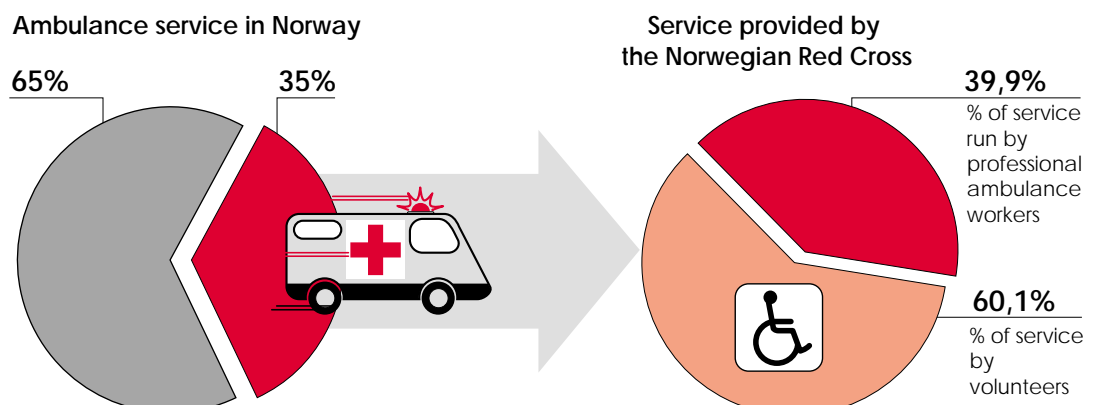 Ambulance service in Norway
65%
35%
Service provided by
the Norwegian Red Cross
39,9%
% of service
run by
professional
ambulance
workers
60,1%
% of service
by
volunteers